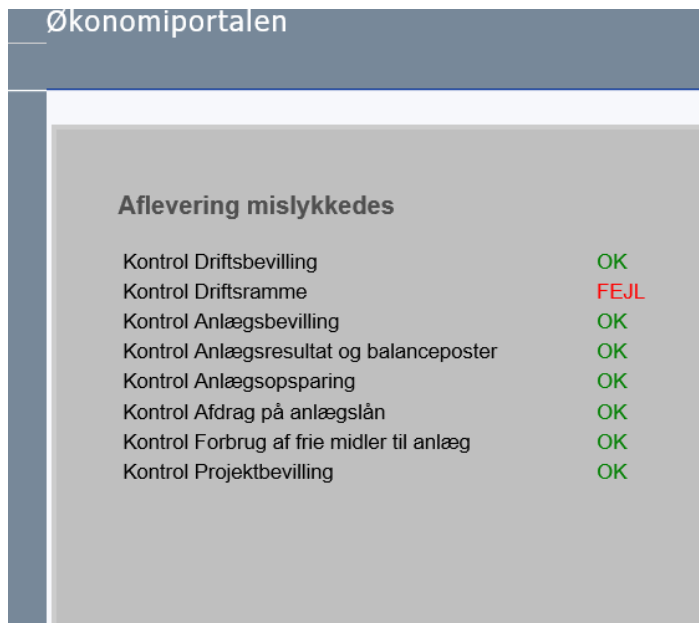 Økonomiportalen
Aflevering mislykkedes
Kontrol Driftsbevilling OK
Kontrol Driftsramme FEJL
Kontrol Anlægsbevilling OK
Kontrol Anlægsresultat og balanceposter OK
Kontrol Anlægsopsparing OK
Kontrol Afdrag på anlægslån OK
Kontrol Forbrug af frie midler til anlæg OK
Kontrol Projektbevilling OK